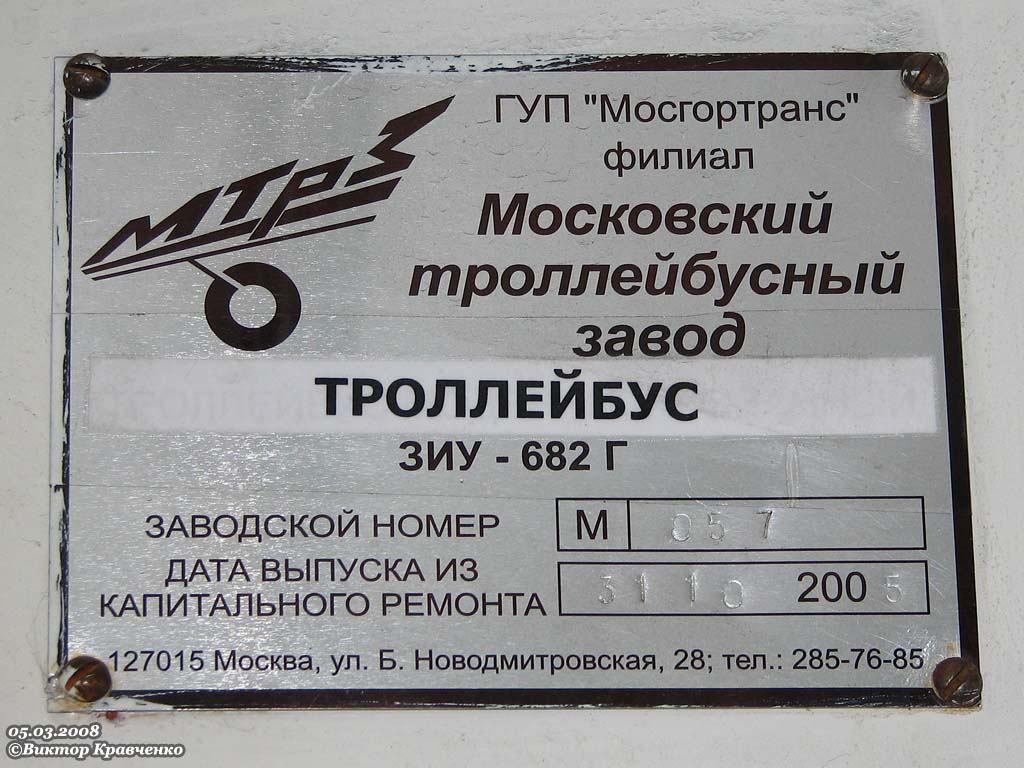 МТРЗ
ГУП "Мосгортранс"
филиал
Московский
троллейбусный
завод
ТРОЛЛЕЙБУС
ЗИУ - 682 Г
ЗАВОДСКОЙ НОМЕР М 057
ДАТА ВЫПУСКА ИЗ
КАПИТАЛЬНОГО РЕМОНТА 31 10 2005
127015 Москва, ул. Б. Новодмитровская, 28; тел.: 285-76-85
05.03.2008
©Виктор Кравченко